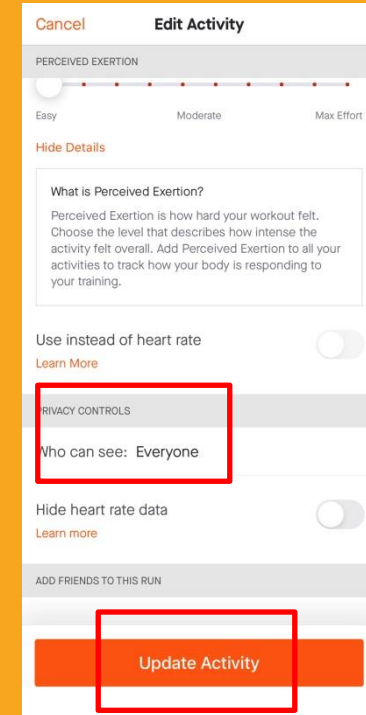 Cancel Edit Activity
PERCEIVED EXERTION
Easy Moderate Max Effort
Hide Details
What is Perceived Exertion?
Perceived Exertion is how hard your workout felt.
Choose the level that describes how intense the
activity felt overall. Add Perceived Exertion to all your
activities to track how your body is responding to
your training.
Use instead of heart rate
Learn More
PRIVACY CONTROLS
Who can see: Everyone
Hide heart rate data
Learn more
ADD FRIENDS TO THIS RUN
Update Activity